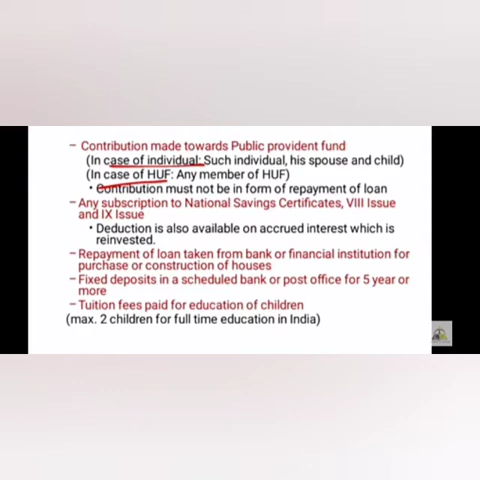 – Contribution made towards Public provident fund
(In case of individual: Such individual, his spouse and child)
(In case of HUF: Any member of HUF)
• Contribution must not be in form of repayment of loan
– Any subscription to National Savings Certificates, VIII Issue
and IX Issue
• Deduction is also available on accrued interest which is
reinvested.
– Repayment of loan taken from bank or financial institution for
purchase or construction of houses
– Fixed deposits in a scheduled bank or post office for 5 year or
more
– Tuition fees paid for education of children
(max. 2 children for full time education in India)